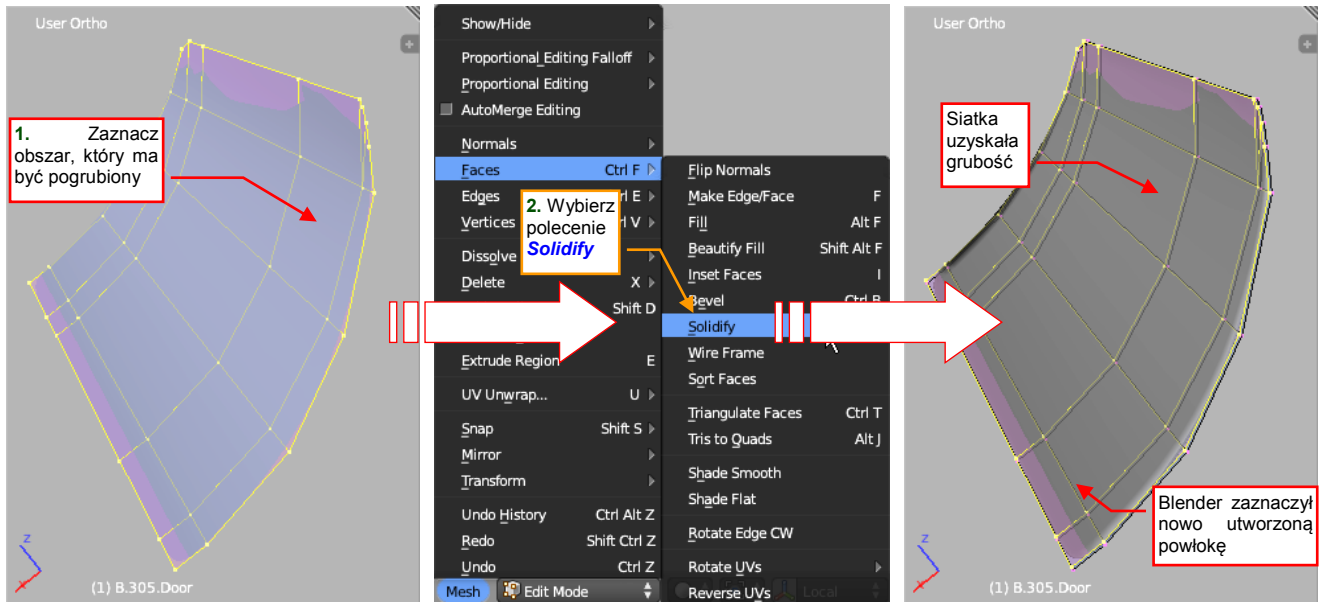 User Ortho
1. Zaznacz
obszar, który ma
być pogrubiony
(1) B.305.Door
z
x
Show/Hide
Proportional Editing Falloff
Proportional Editing
AutoMerge Editing
Normals
Faces Ctrl F
Edges
Vertices
Dissolve
Delete X
Shift D
Extrude Region E
UV Unwrap... U
Snap Shift S
Mirror
Transform
Undo History Ctrl Alt Z
Redo Shift Ctrl Z
Undo Ctrl Z
Mesh Edit Mode
2. Wybierz
polecenie
Solidify
Flip Normals
Make Edge/Face F
Fill Alt F
Beautify Fill Shift Alt F
Inset Faces I
Bevel Ctrl B
Solidify
Wire Frame
Sort Faces
Triangulate Faces Ctrl T
Tris to Quads Alt J
Shade Smooth
Shade Flat
Rotate Edge CW
Rotate UVs
Reverse UVs
Local
User Ortho
Siatka
uzyskała
grubość
Blender zaznaczył
nowo utworzoną
powłokę
z
x
(1) B.305.Door